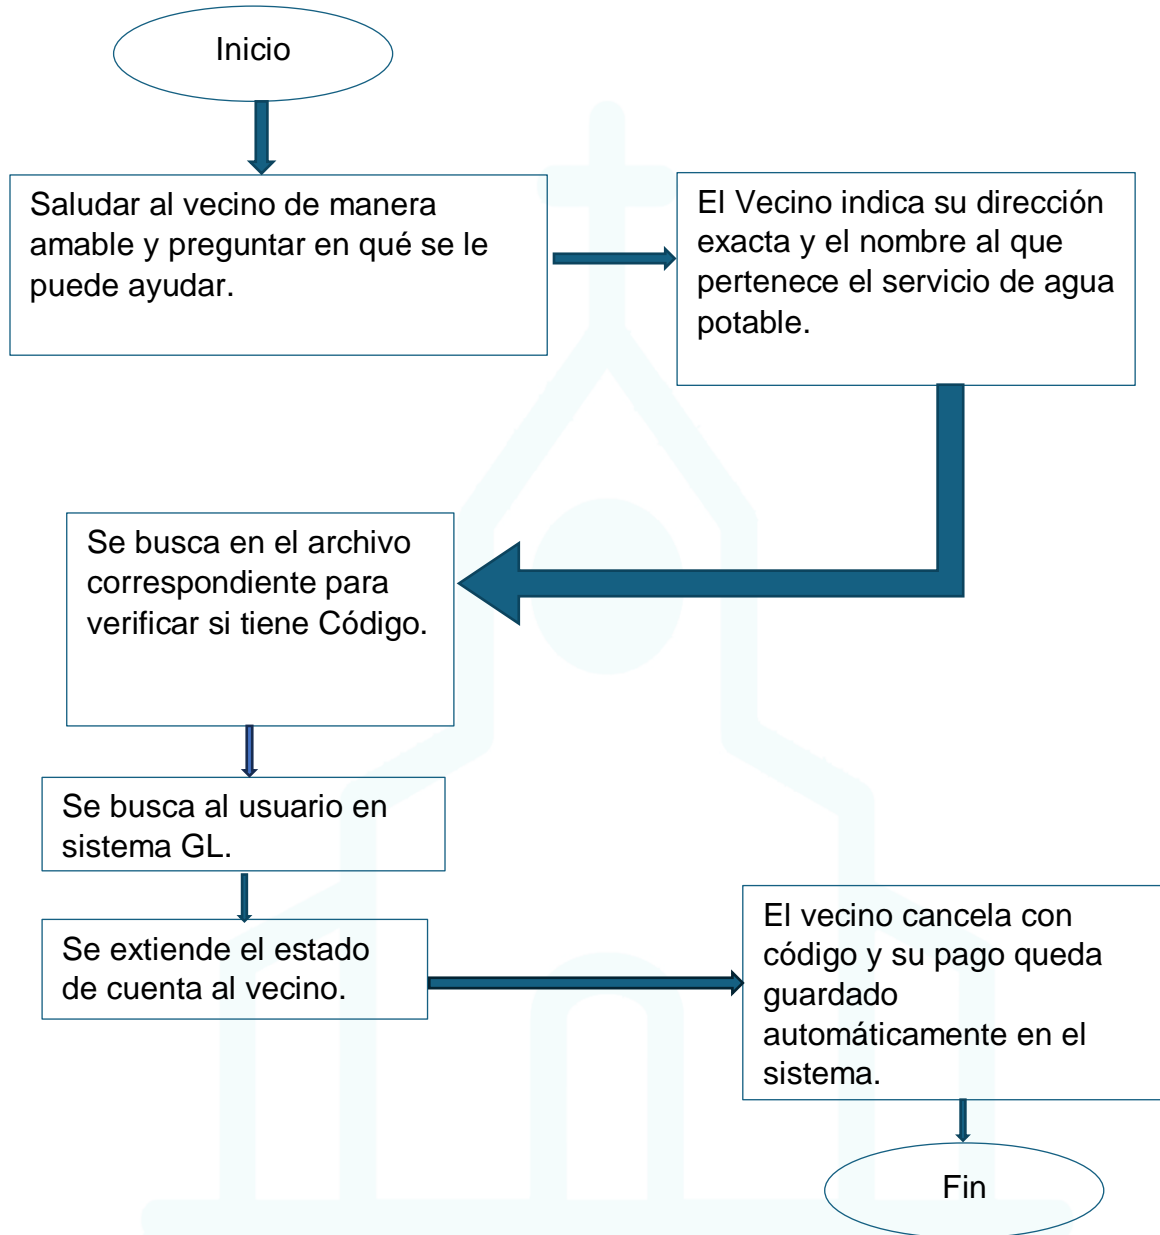 Inicio
Saludar al vecino de manera
amable y preguntar en qué se le
puede ayudar.
El Vecino indica su dirección
exacta y el nombre al que
pertenece el servicio de agua
potable.
Se busca en el archivo
correspondiente para
verificar si tiene Código.
Se busca al usuario en
sistema GL.
Se extiende el estado
de cuenta al vecino.
El vecino cancela con
código y su pago queda
guardado
automáticamente en el
sistema.
Fin